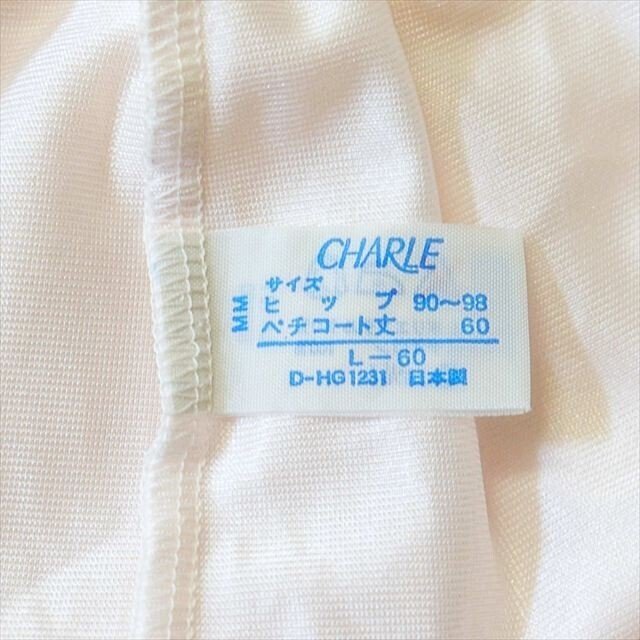 CHARLE
サイズ
ヒップ 90〜98
ペチコート丈 60
L-60
D-HG1231 日本製
MM